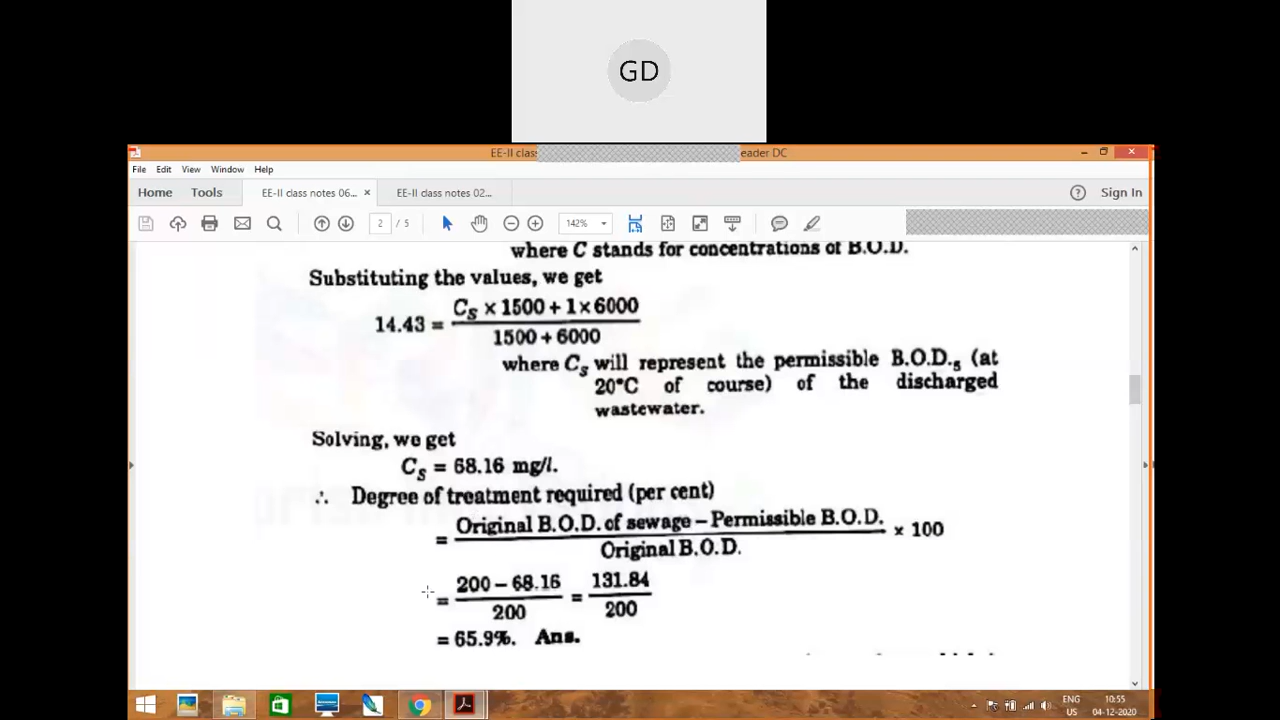 GD
EE-II clas
eader DC
File Edit View Window Help
Home Tools EE-II class notes 06... × EE-II class notes 02... ? Sign In
2 / 5 142%
where C stands for concentrations of B.O.D.
Substituting the values, we get
14.43 = (C_S × 1500 + 1 × 6000) / (1500 + 6000)
where C_s will represent the permissible B.O.D.₅ (at
20°C of course) of the discharged
wastewater.
Solving, we get
C_s = 68.16 mg/l.
∴ Degree of treatment required (per cent)
= (Original B.O.D. of sewage – Permissible B.O.D.) / (Original B.O.D.) × 100
= (200 – 68.16) / 200 = 131.84 / 200
= 65.9%. Ans.
ENG 10:55
US 04-12-2020